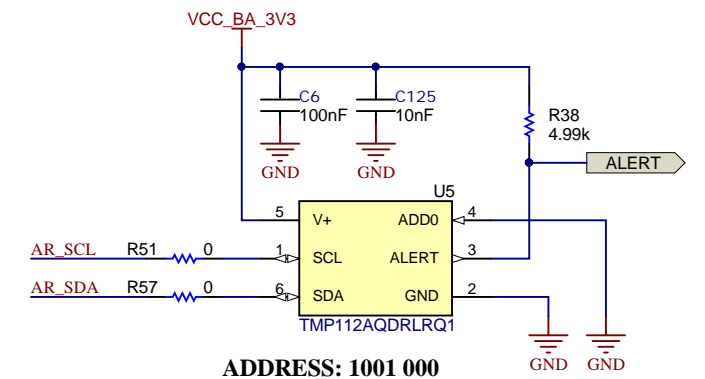 VCC_BA_3V3
C6
100nF
C125
10nF
R38
4.99k
GND
GND
ALERT
U5
5
V+
ADD0
4
AR_SCL
R51
0
1
SCL
ALERT
3
AR_SDA
R57
0
6
SDA
GND
2
TMP112AQDRLRQ1
GND
GND
ADDRESS: 1001 000